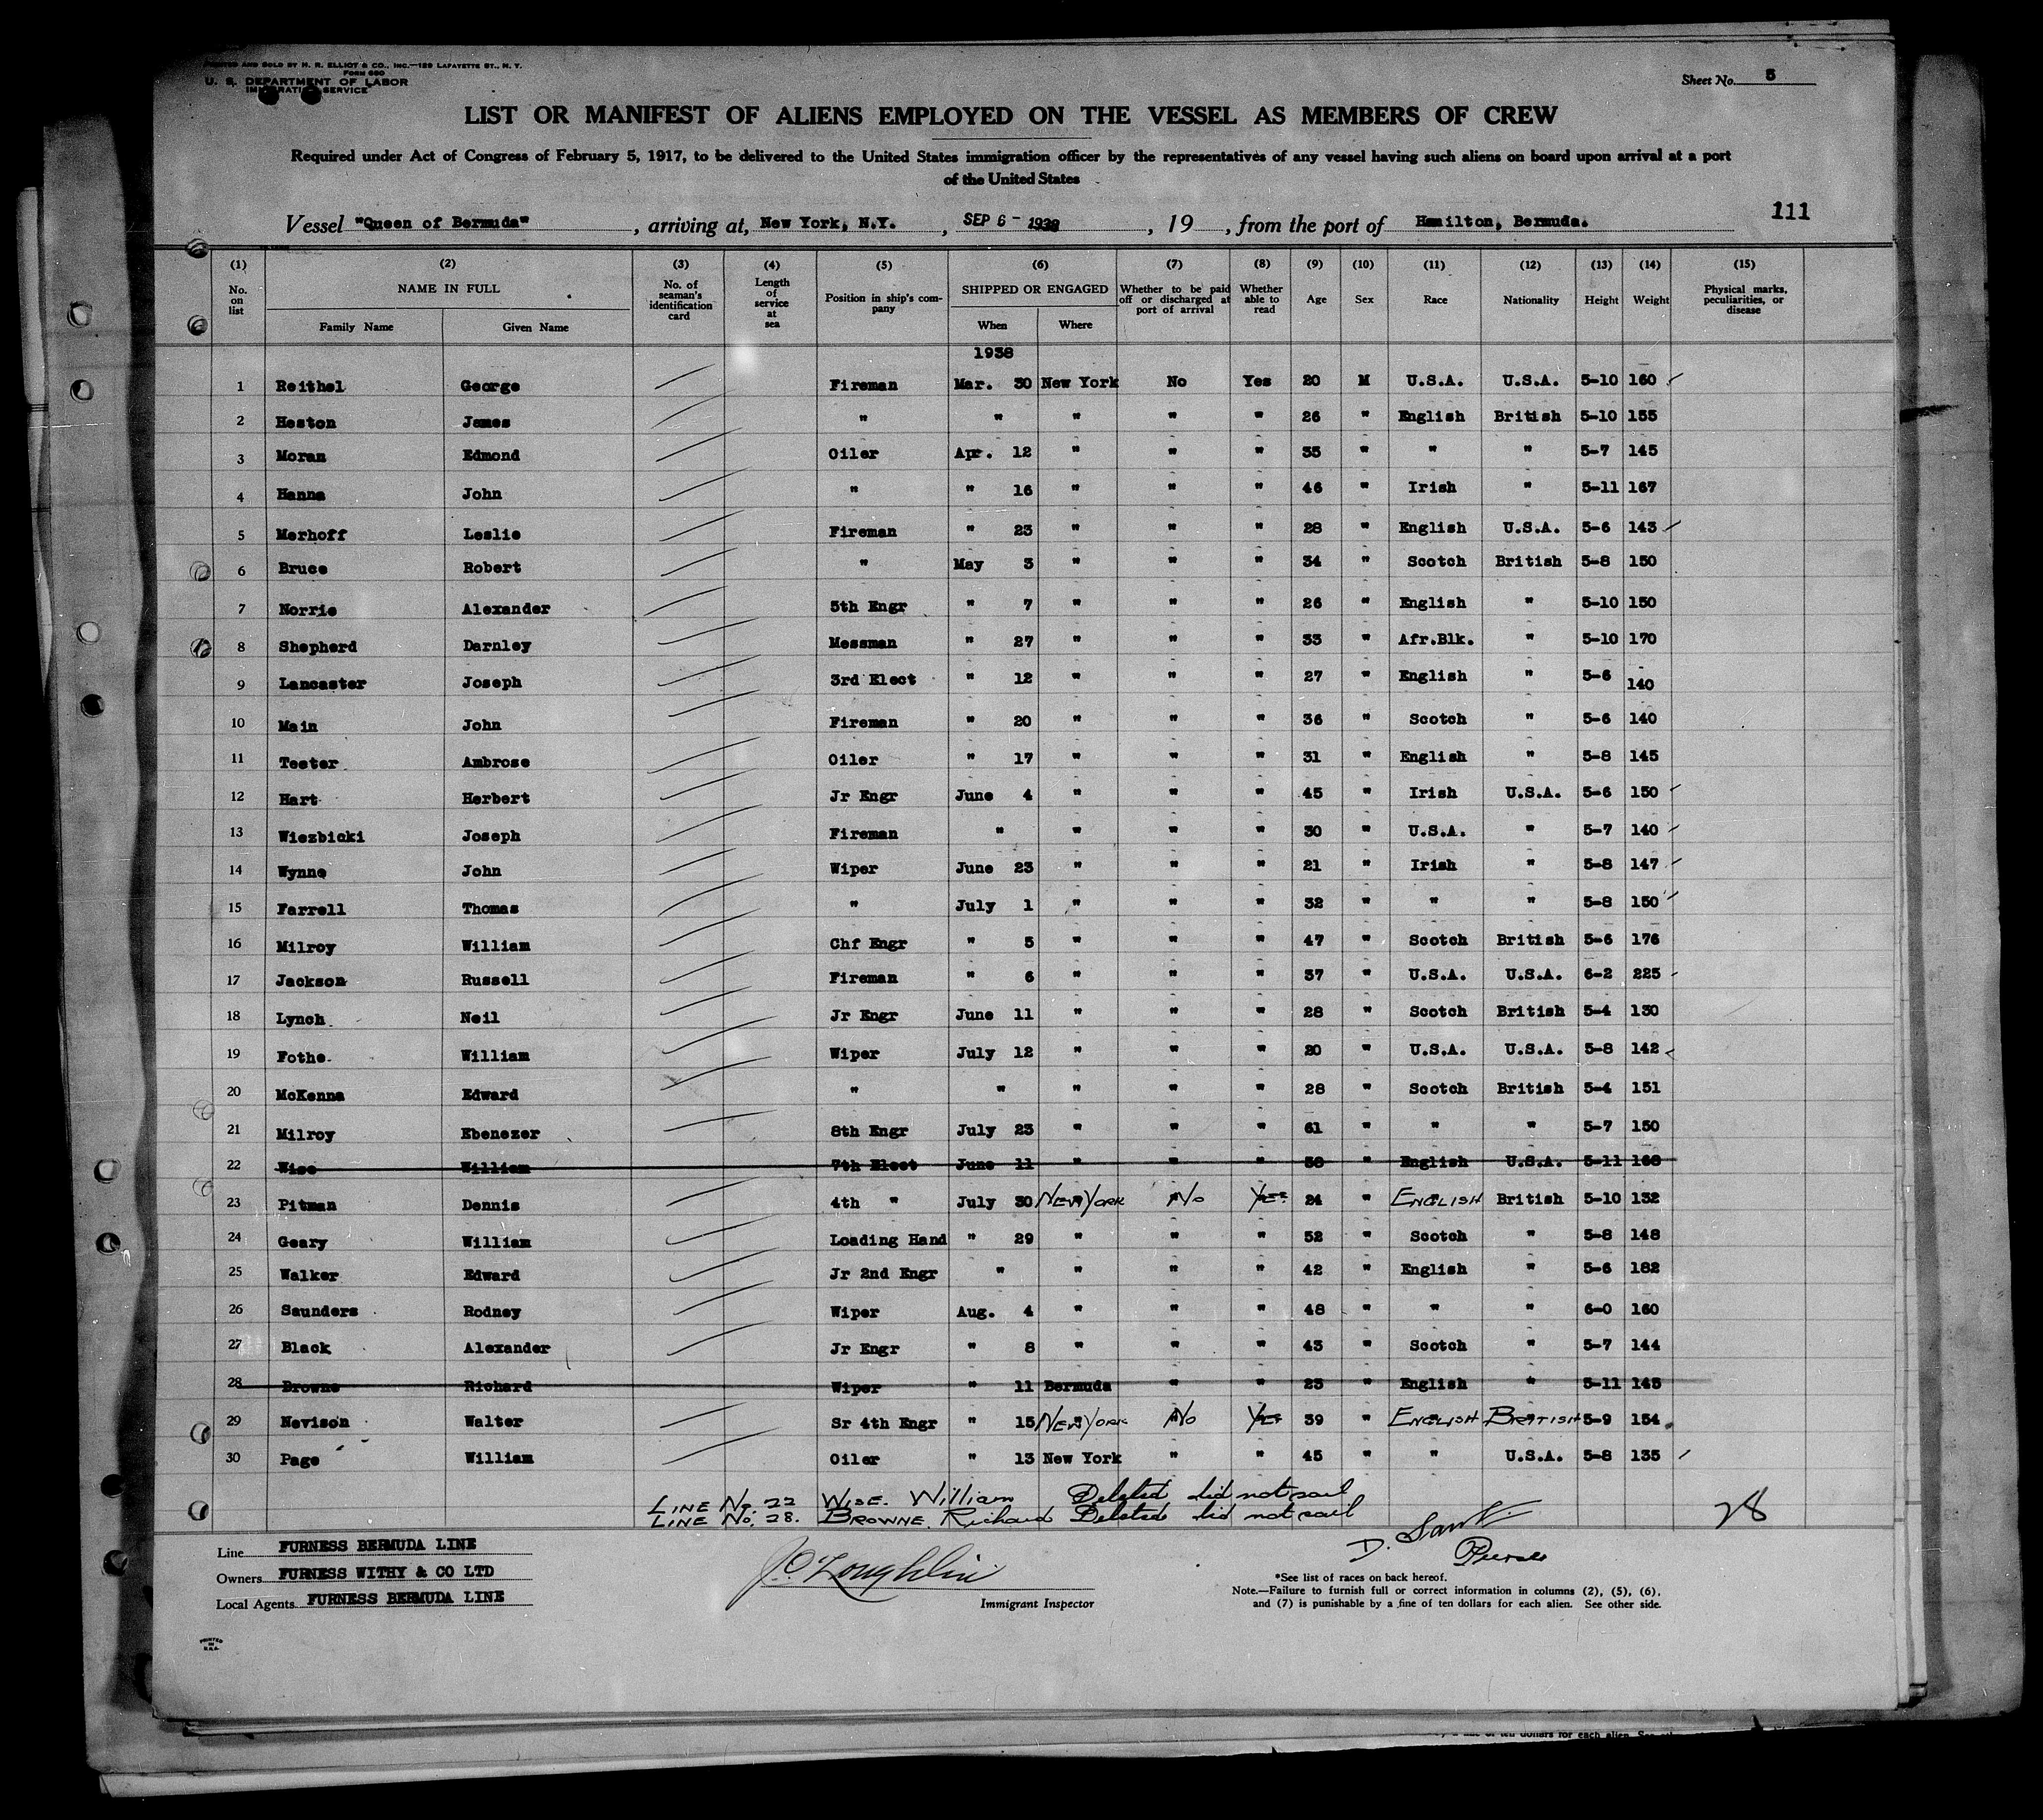 PRINTED AND SOLD BY H. R. ELLIOT & CO., INC.—129 LAFAYETTE ST., N. Y.
FORM 680
U. S. DEPARTMENT OF LABOR
IMMIGRATION SERVICE
Sheet No. 5
LIST OR MANIFEST OF ALIENS EMPLOYED ON THE VESSEL AS MEMBERS OF CREW
Required under Act of Congress of February 5, 1917, to be delivered to the United States immigration officer by the representatives of any vessel having such aliens on board upon arrival at a port
of the United States
111
Vessel "Queen of Bermuda", arriving at, New York, N.Y., SEP 6 - 1938, 19 , from the port of Hamilton, Bermuda.
(1) (2) (3) (4) (5) (6) (7) (8) (9) (10) (11) (12) (13) (14) (15)
No. on list NAME IN FULL Family Name Given Name No. of seaman's identification card Length of service at sea Position in ship's company SHIPPED OR ENGAGED When Where Whether to be paid off or discharged at port of arrival Whether able to read Age Sex Race Nationality Height Weight Physical marks, peculiarities, or disease
1938
1 Reithel George Fireman Mar. 30 New York No Yes 20 M U.S.A. U.S.A. 5-10 160
2 Heston James " " " " " 26 " English British 5-10 155
3 Moran Edmond Oiler Apr. 12 " " " 35 " " " 5-7 145
4 Hanna John " " 16 " " " 46 " Irish " 5-11 167
5 Merhoff Leslie Fireman " 23 " " " 28 " English U.S.A. 5-6 143
6 Bruce Robert " May 3 " " " 34 " Scotch British 5-8 150
7 Norrie Alexander 5th Engr " 7 " " " 26 " English " 5-10 150
8 Shepherd Darnley Messman " 27 " " " 33 " Afr.Blk. " 5-10 170
9 Lancaster Joseph 3rd Elect " 12 " " " 27 " English " 5-6 140
10 Main John Fireman " 20 " " " 36 " Scotch " 5-6 140
11 Teeter Ambrose Oiler " 17 " " " 31 " English " 5-8 145
12 Hart Herbert Jr Engr June 4 " " " 45 " Irish U.S.A. 5-6 150
13 Wiezbicki Joseph Fireman " " " " 30 " U.S.A. " 5-7 140
14 Wynne John Wiper June 23 " " " 21 " Irish " 5-8 147
15 Farrell Thomas " July 1 " " " 32 " " " 5-8 150
16 Milroy William Chf Engr " 5 " " " 47 " Scotch British 5-6 176
17 Jackson Russell Fireman " 6 " " " 37 " U.S.A. U.S.A. 6-2 225
18 Lynch Neil Jr Engr June 11 " " " 28 " Scotch British 5-4 130
19 Fothe William Wiper July 12 " " " 20 " U.S.A. U.S.A. 5-8 142
20 McKenna Edward " " " " " 28 " Scotch British 5-4 151
21 Milroy Ebenezer 8th Engr July 23 " " " 61 " " " 5-7 150
22 Wise William 7th Elect June 11 " " " 38 " English U.S.A. 5-11 168
23 Pitman Dennis 4th " July 30 NEW YORK No Yes 24 " ENGLISH British 5-10 132
24 Geary William Loading Hand " 29 " " " 52 " Scotch " 5-8 148
25 Walker Edward Jr 2nd Engr " " " " 42 " English " 5-6 182
26 Saunders Rodney Wiper Aug. 4 " " " 48 " " " 6-0 160
27 Black Alexander Jr Engr " 8 " " " 43 " Scotch " 5-7 144
28 Browne Richard Wiper " 11 Bermuda " " 23 " English " 5-11 145
29 Nevison Walter Sr 4th Engr " 15 NEW YORK No Yes 39 " ENGLISH BRITISH 5-9 154
30 Page William Oiler " 13 New York " " 45 " " U.S.A. 5-8 135
LINE No. 22 WISE. William Deleted did not sail
LINE No. 28. BROWNE. Richard Deleted did not sail
28
Line FURNESS BERMUDA LINE
Owners FURNESS WITHY & CO LTD
Local Agents FURNESS BERMUDA LINE
J O'Loughlin
Immigrant Inspector
D.
Purser
*See list of races on back hereof.
Note.—Failure to furnish full or correct information in columns (2), (5), (6),
and (7) is punishable by a fine of ten dollars for each alien. See other side.
PRINTED
IN
U.S.A.